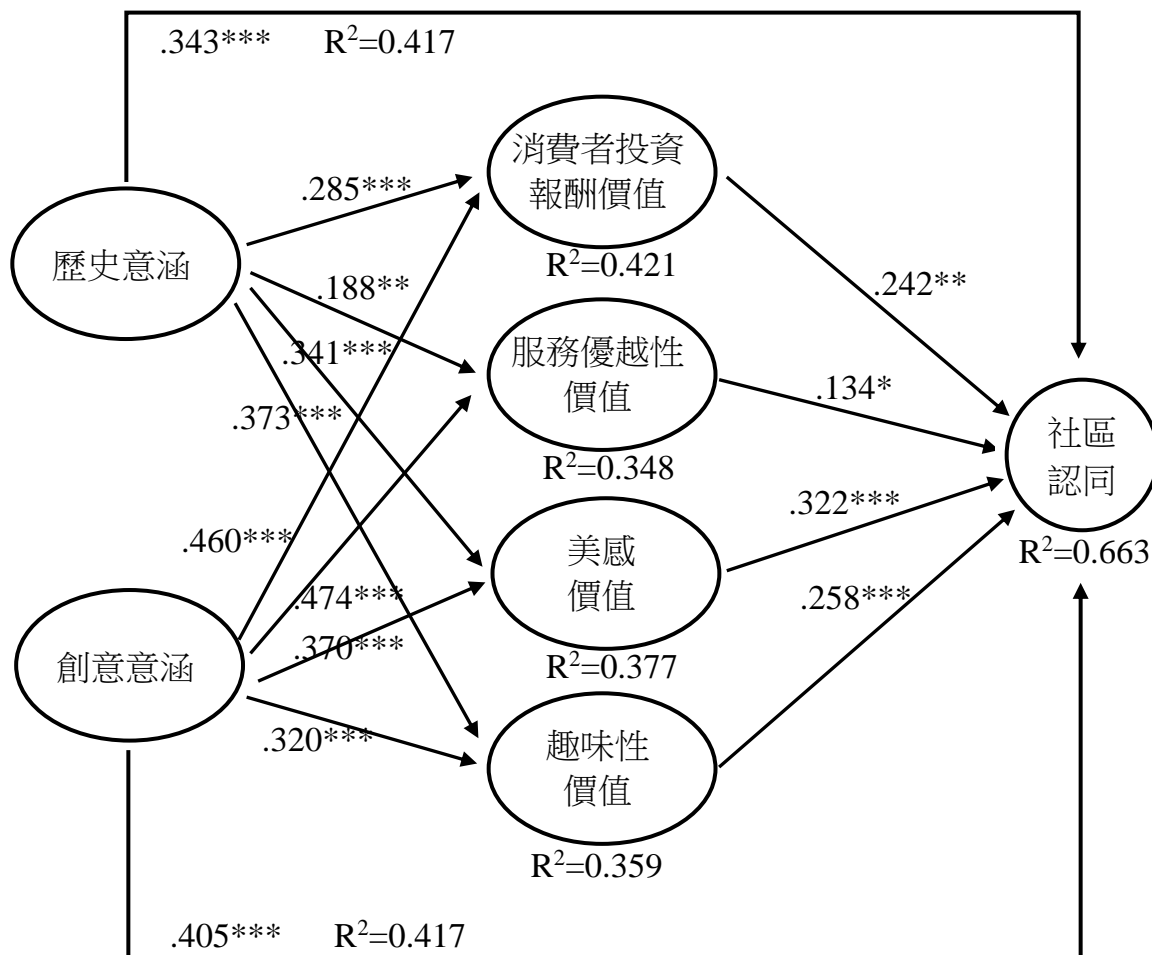 .343*** R²=0.417
消費者投資
報酬價值
R²=0.421
.285***
歷史意涵
.188**
.242**
.341***
服務優越性
價值
R²=0.348
.134*
.373***
社區
認同
R²=0.663
.460***
美感
價值
R²=0.377
.322***
.474***
.370***
.258***
創意意涵
.320***
趣味性
價值
R²=0.359
.405*** R²=0.417